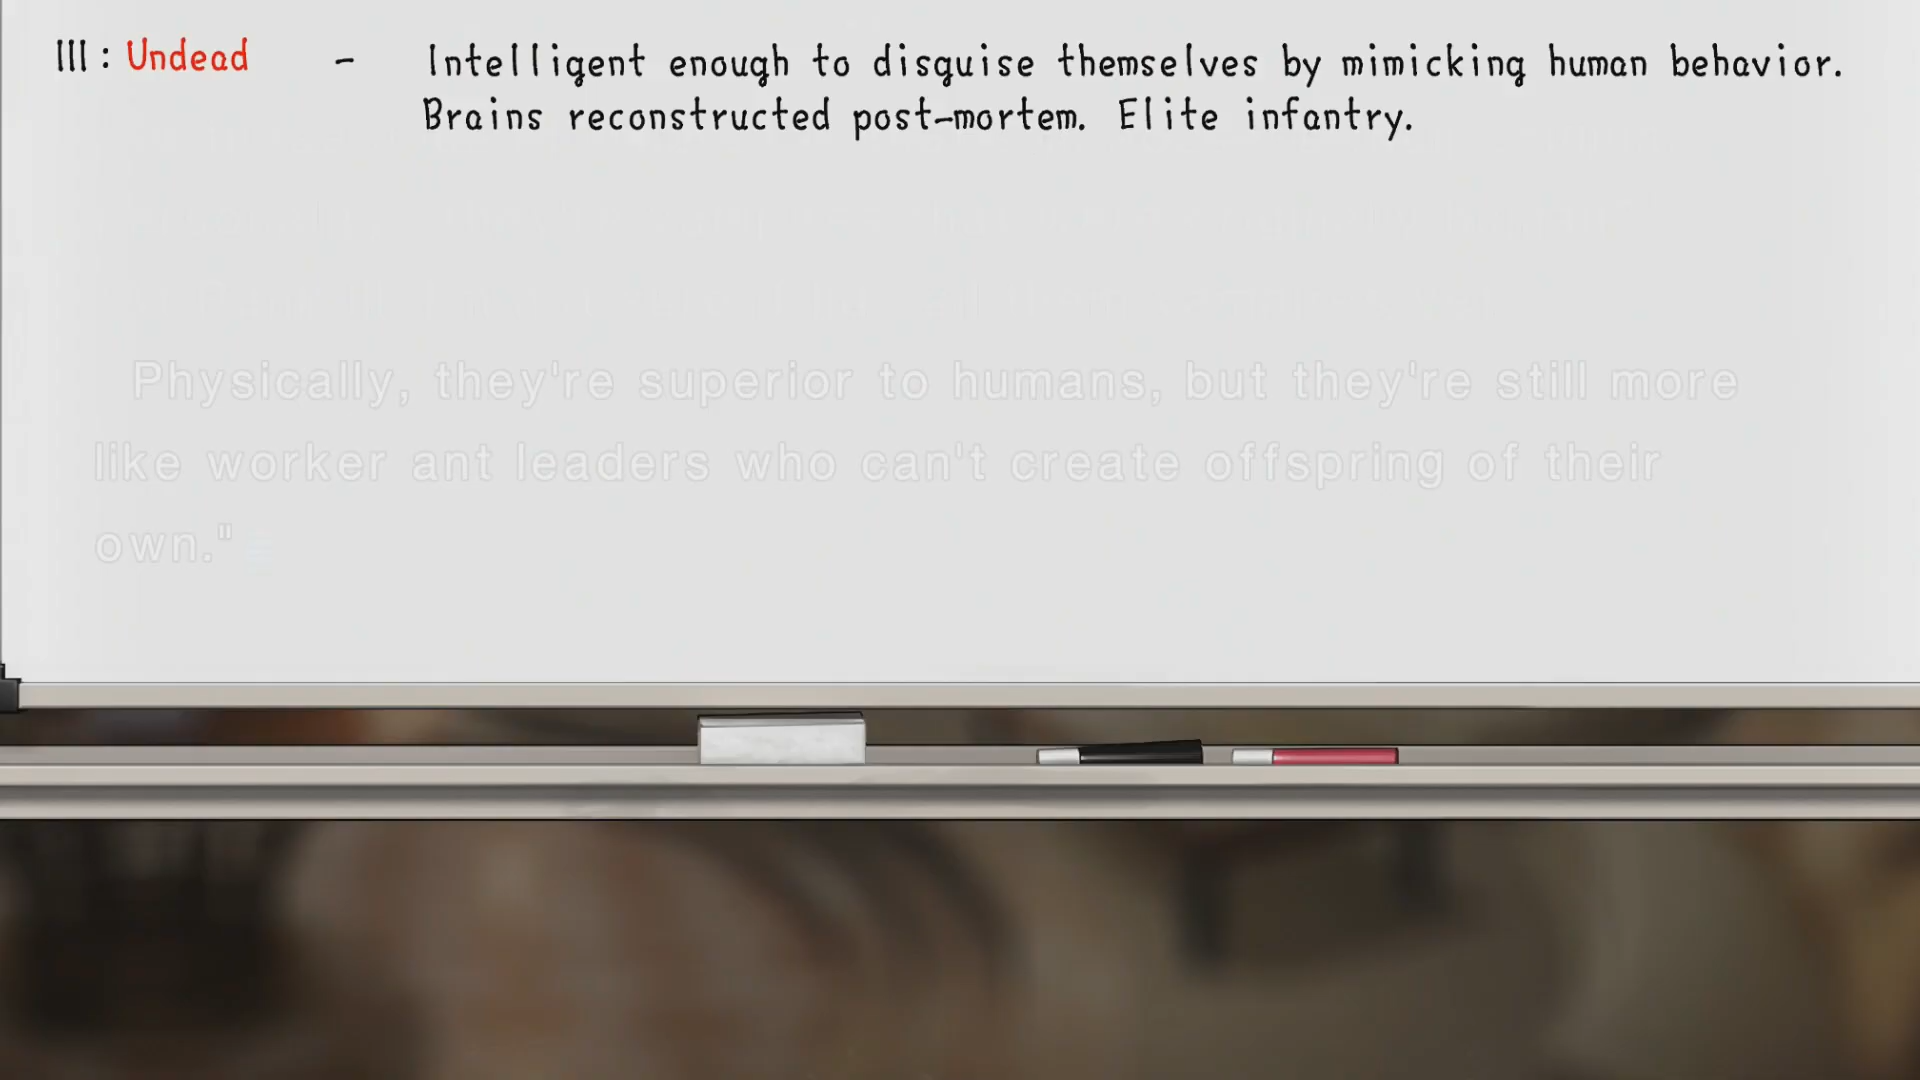 III: Undead - Intelligent enough to disguise themselves by mimicking human behavior.
Brains reconstructed post-mortem. Elite infantry.
Physically, they're superior to humans, but they're still more
like worker ant leaders who can't create offspring of their
own."